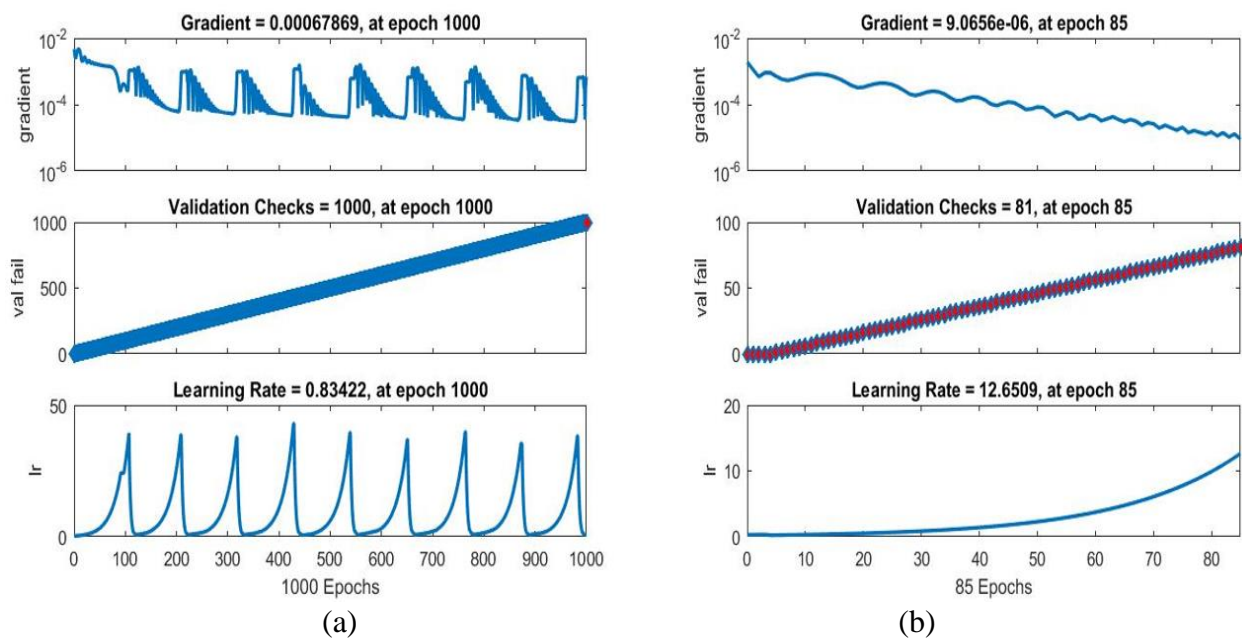 Gradient = 0.00067869, at epoch 1000
10^-2
10^-4
10^-6
gradient
Validation Checks = 1000, at epoch 1000
1000
500
0
val fail
Learning Rate = 0.83422, at epoch 1000
50
0
lr
0 100 200 300 400 500 600 700 800 900 1000
1000 Epochs
(a)
Gradient = 9.0656e-06, at epoch 85
10^-2
10^-4
10^-6
gradient
Validation Checks = 81, at epoch 85
100
50
0
val fail
Learning Rate = 12.6509, at epoch 85
20
10
0
lr
0 10 20 30 40 50 60 70 80
85 Epochs
(b)